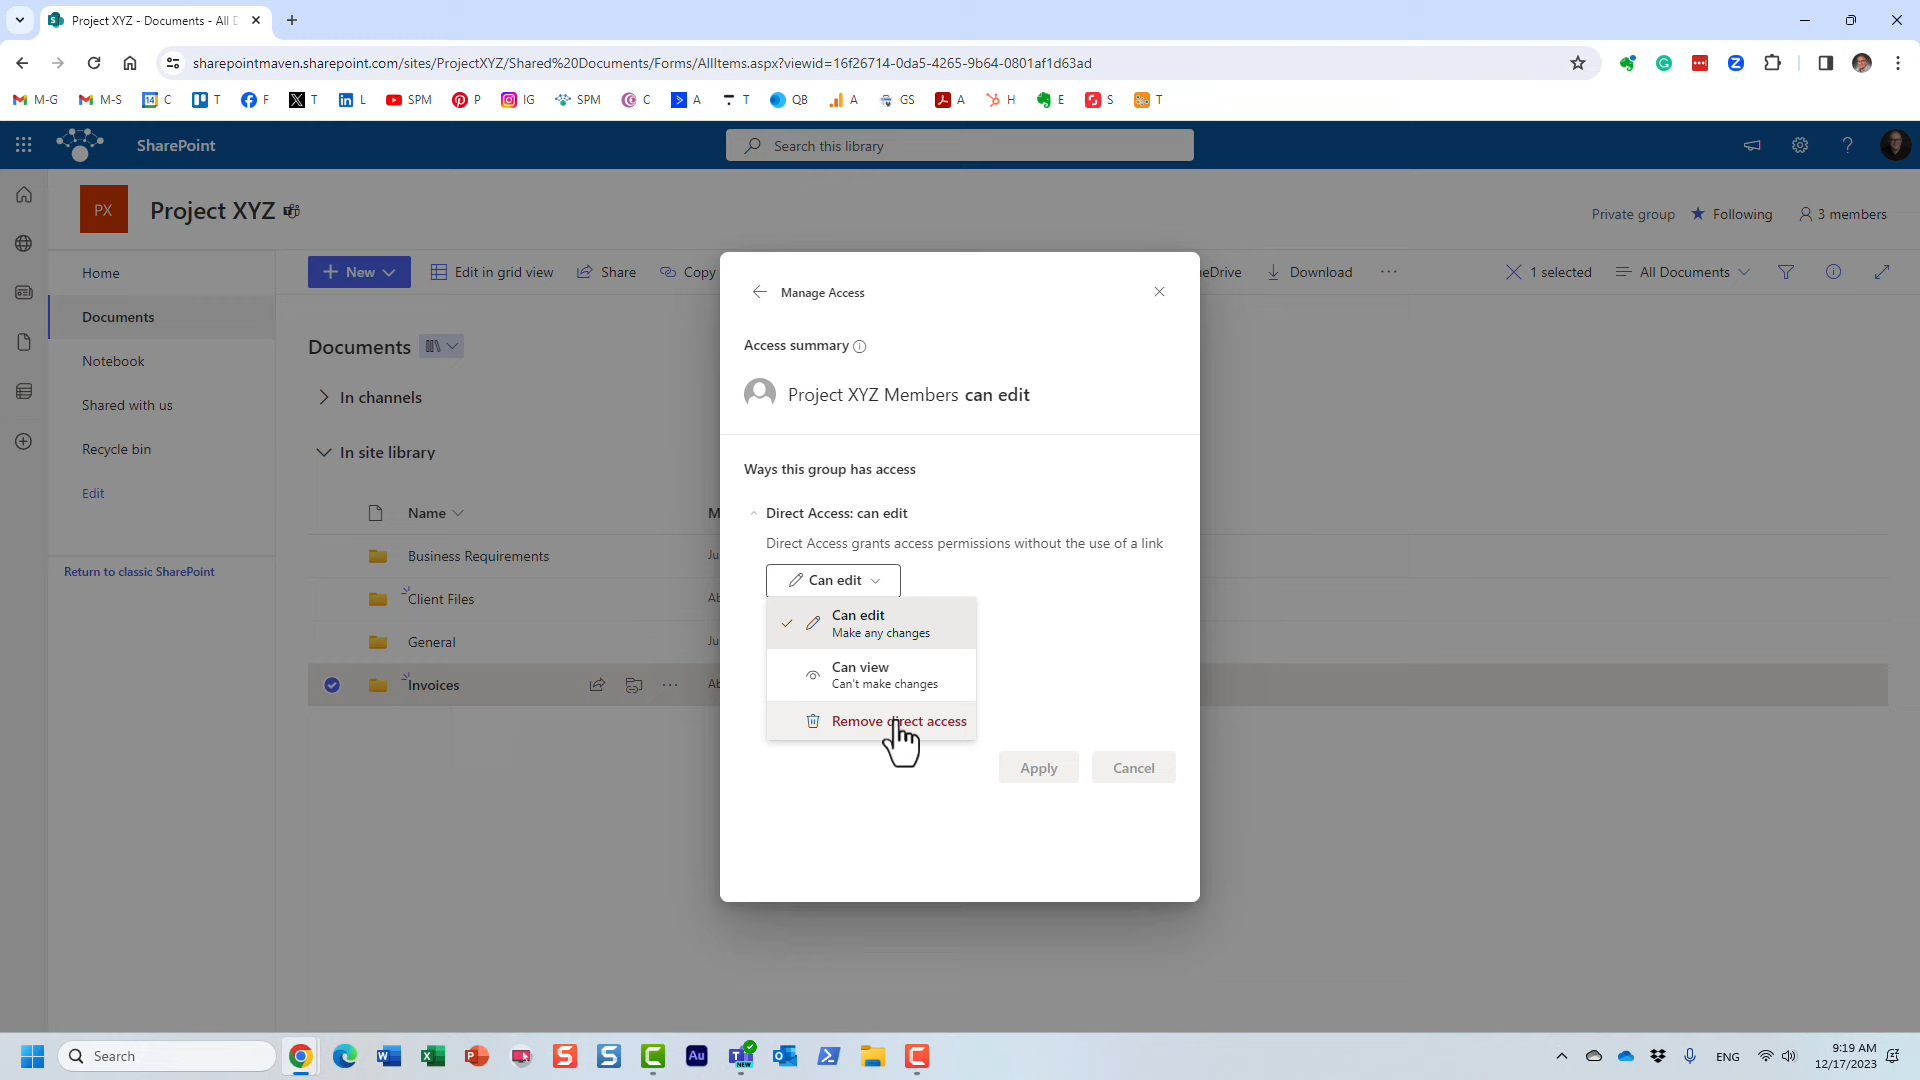 Project XYZ - Documents - All D
sharepointmaven.sharepoint.com/sites/ProjectXYZ/Shared%20Documents/Forms/AllItems.aspx?viewid=16f26714-0da5-4265-9b64-0801af1d63ad
M-G M-S C T F T L SPM P IG SPM C A T QB A GS A H E S T
SharePoint
Search this library
PX
Project XYZ
Private group
Following
3 members
Home
Documents
Notebook
Shared with us
Recycle bin
Edit
Return to classic SharePoint
New
Edit in grid view
Share
Copy
neDrive
Download
1 selected
All Documents
Documents
In channels
In site library
Name
M
Business Requirements
Ju
Client Files
Ab
General
Ju
Invoices
Ab
Manage Access
Access summary
Project XYZ Members can edit
Ways this group has access
Direct Access: can edit
Direct Access grants access permissions without the use of a link
Can edit
Can edit
Make any changes
Can view
Can't make changes
Remove direct access
Apply
Cancel
Search
ENG
9:19 AM
12/17/2023